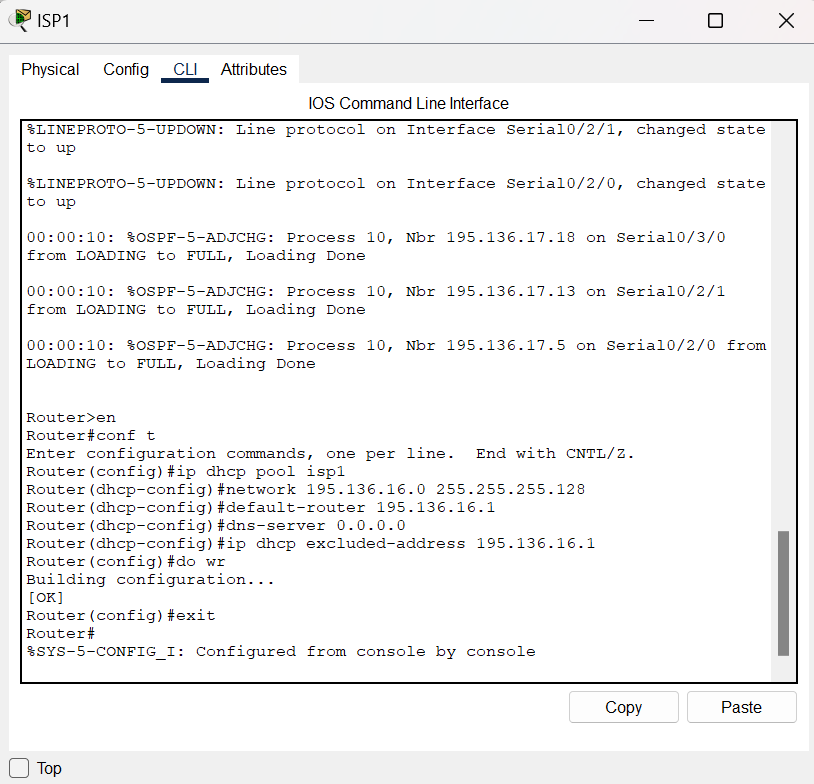 ISP1
Physical Config CLI Attributes
IOS Command Line Interface
%LINEPROTO-5-UPDOWN: Line protocol on Interface Serial0/2/1, changed state
to up
%LINEPROTO-5-UPDOWN: Line protocol on Interface Serial0/2/0, changed state
to up
00:00:10: %OSPF-5-ADJCHG: Process 10, Nbr 195.136.17.18 on Serial0/3/0
from LOADING to FULL, Loading Done
00:00:10: %OSPF-5-ADJCHG: Process 10, Nbr 195.136.17.13 on Serial0/2/1
from LOADING to FULL, Loading Done
00:00:10: %OSPF-5-ADJCHG: Process 10, Nbr 195.136.17.5 on Serial0/2/0 from
LOADING to FULL, Loading Done
Router>en
Router#conf t
Enter configuration commands, one per line.  End with CNTL/Z.
Router(config)#ip dhcp pool isp1
Router(dhcp-config)#network 195.136.16.0 255.255.255.128
Router(dhcp-config)#default-router 195.136.16.1
Router(dhcp-config)#dns-server 0.0.0.0
Router(dhcp-config)#ip dhcp excluded-address 195.136.16.1
Router(config)#do wr
Building configuration...
[OK]
Router(config)#exit
Router#
%SYS-5-CONFIG_I: Configured from console by console
Copy Paste
Top